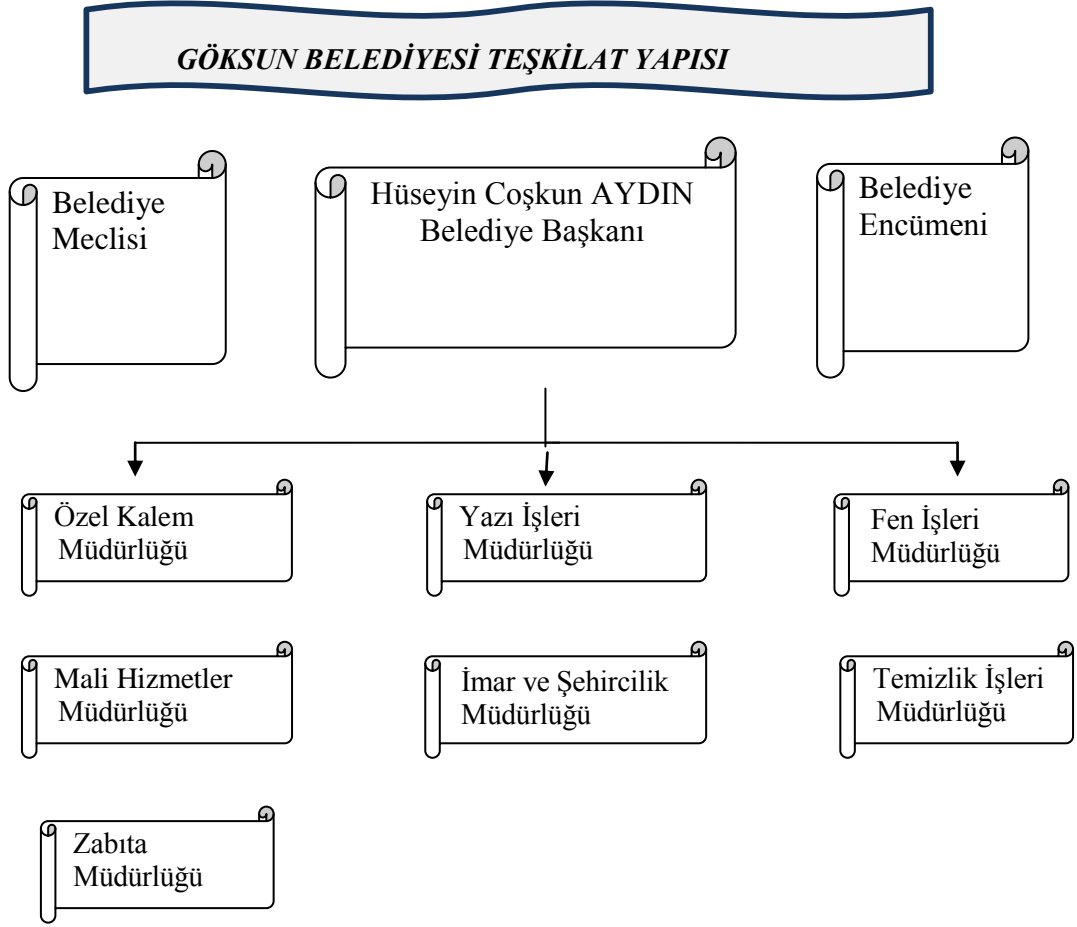 GÖKSUN BELEDİYESİ TEŞKİLAT YAPISI
Belediye
Meclisi
Hüseyin Coşkun AYDIN
Belediye Başkanı
Belediye
Encümeni
Özel Kalem
Müdürlüğü
Yazı İşleri
Müdürlüğü
Fen İşleri
Müdürlüğü
Mali Hizmetler
Müdürlüğü
İmar ve Şehircilik
Müdürlüğü
Temizlik İşleri
Müdürlüğü
Zabıta
Müdürlüğü